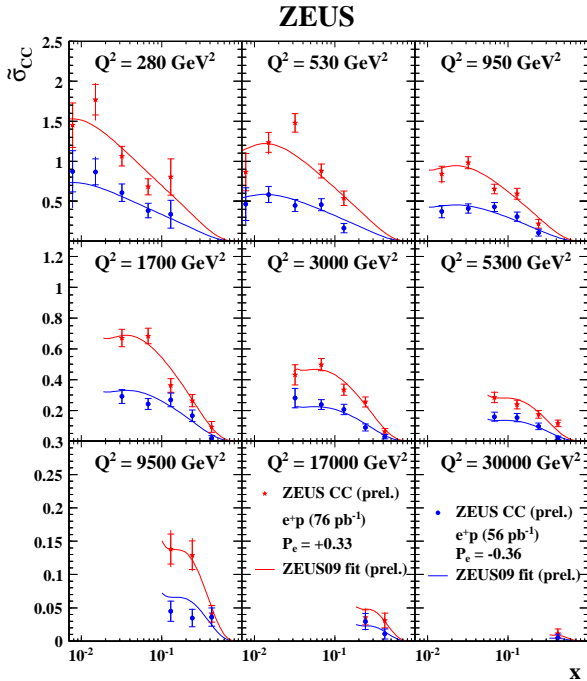 ZEUS
σ̃CC
Q² = 280 GeV²
Q² = 530 GeV²
Q² = 950 GeV²
2.5
2
1.5
1
0.5
Q² = 1700 GeV²
Q² = 3000 GeV²
Q² = 5300 GeV²
1.2
1
0.8
0.6
0.4
0.2
0.3
Q² = 9500 GeV²
Q² = 17000 GeV²
Q² = 30000 GeV²
0.25
0.2
0.15
0.1
0.05
0
ZEUS CC (prel.)
e⁺p (76 pb⁻¹)
Pe = +0.33
ZEUS09 fit (prel.)
ZEUS CC (prel.)
e⁺p (56 pb⁻¹)
Pe = -0.36
ZEUS09 fit (prel.)
10⁻² 10⁻¹ 10⁻² 10⁻¹ 10⁻² 10⁻¹
x